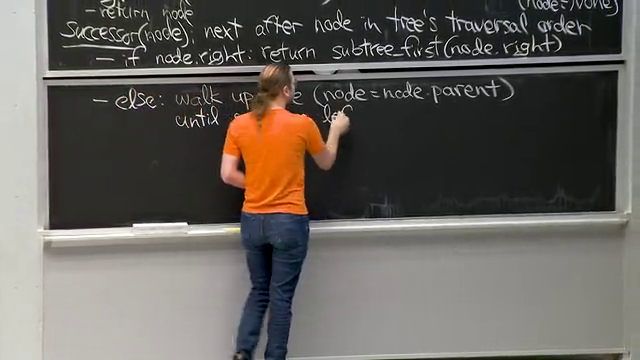 - return node
(node = None)
Successor(node): next after node in tree's traversal order
- if node.right: return subtree_first(node.right)
- else: walk up (node = node.parent)
until